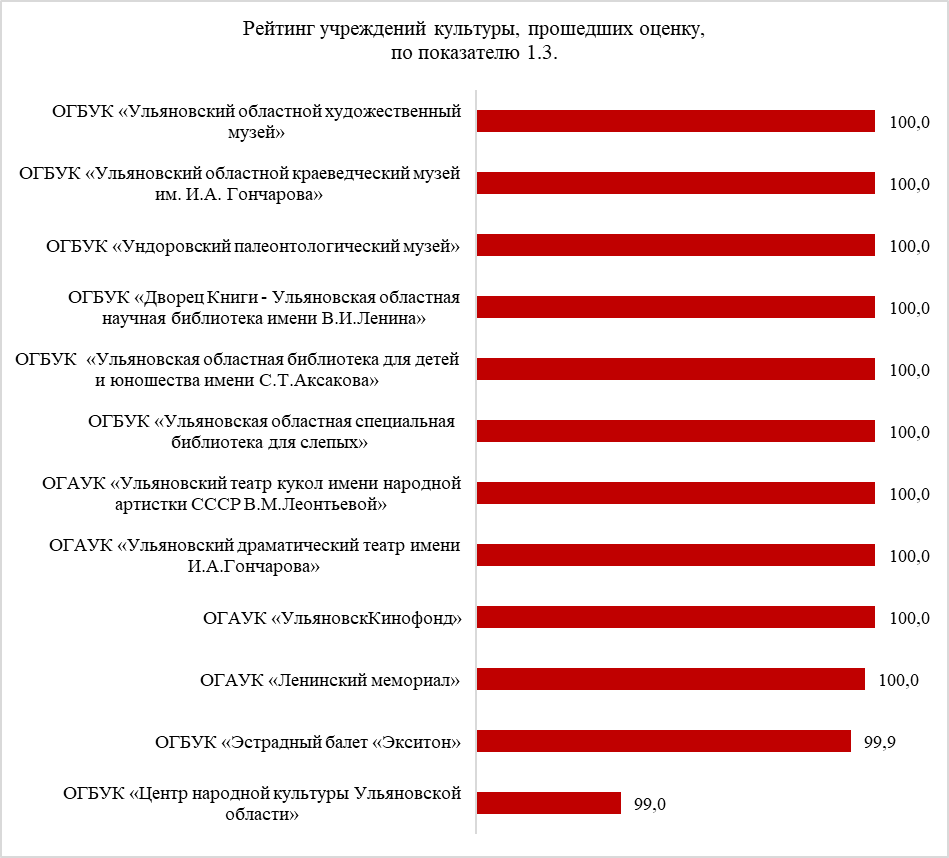 Рейтинг учреждений культуры, прошедших оценку,
по показателю 1.3.
ОГБУК «Ульяновский областной художественный
музей»
100,0
ОГБУК «Ульяновский областной краеведческий музей
им. И.А. Гончарова»
100,0
ОГБУК «Ундоровский палеонтологический музей»
100,0
ОГБУК «Дворец Книги - Ульяновская областная
научная библиотека имени В.И.Ленина»
100,0
ОГБУК «Ульяновская областная библиотека для детей
и юношества имени С.Т.Аксакова»
100,0
ОГБУК «Ульяновская областная специальная
библиотека для слепых»
100,0
ОГАУК «Ульяновский театр кукол имени народной
артистки СССР В.М.Леонтьевой»
100,0
ОГАУК «Ульяновский драматический театр имени
И.А.Гончарова»
100,0
ОГАУК «УльяновскКинофонд»
100,0
ОГАУК «Ленинский мемориал»
100,0
ОГБУК «Эстрадный балет «Экситон»
99,9
ОГБУК «Центр народной культуры Ульяновской
области»
99,0